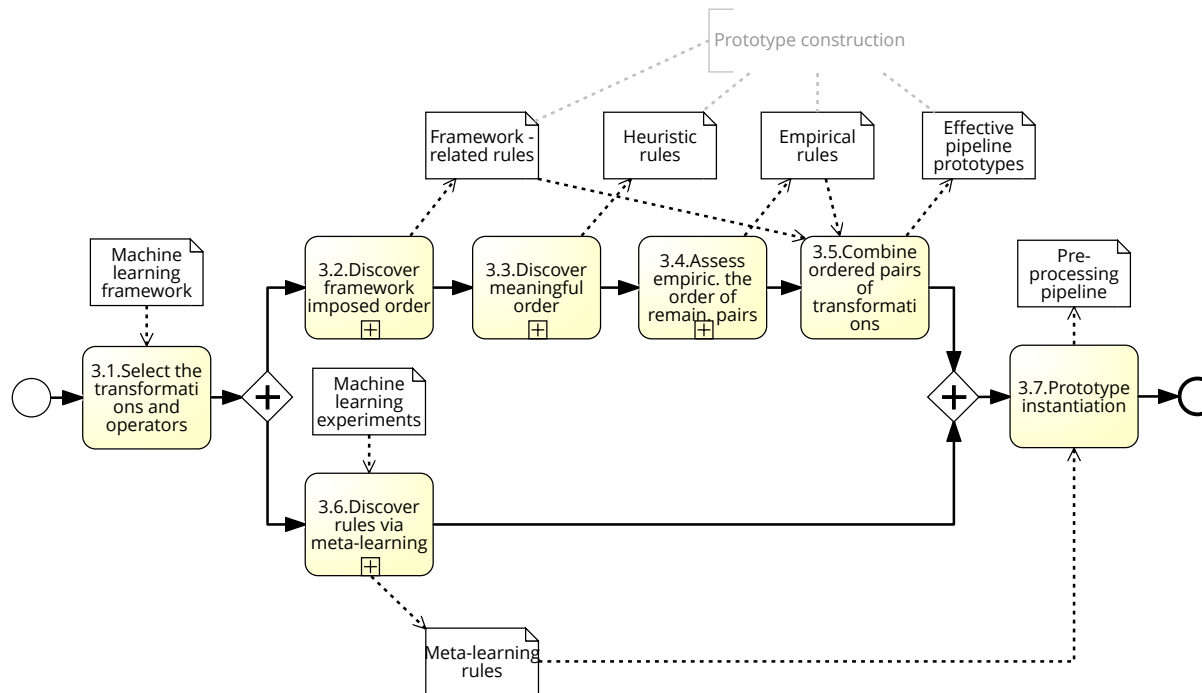 Prototype construction
Framework -
related rules
Heuristic
rules
Empirical
rules
Effective
pipeline
prototypes
Machine
learning
framework
3.2.Discover
framework
imposed order
3.3.Discover
meaningful
order
3.4.Assess
empiric. the
order of
remain. pairs
3.5.Combine
ordered pairs
of
transformati
ons
Pre-
processing
pipeline
3.1.Select the
transformati
ons and
operators
Machine
learning
experiments
3.7.Prototype
instantiation
3.6.Discover
rules via
meta-learning
Meta-learning
rules